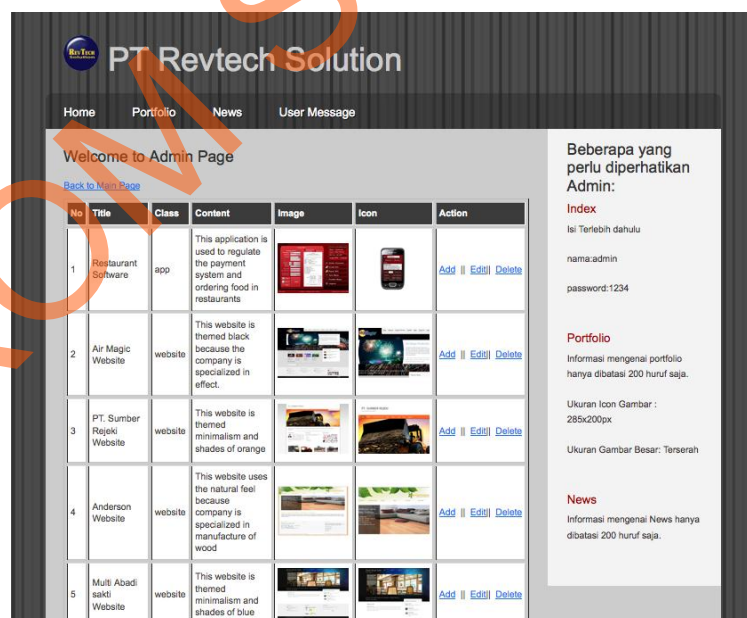 REVTECH
PT Revtech Solution
Home Portfolio News User Message
Welcome to Admin Page
Back to Main Page
No Title Class Content Image Icon Action
1 Restaurant Software app This application is used to regulate the payment system and ordering food in restaurants Add || Edit|| Delete
2 Air Magic Website website This website is themed black because the company is specialized in effect. Add || Edit|| Delete
3 PT. Sumber Rejeki Website website This website is themed minimalism and shades of orange Add || Edit|| Delete
4 Anderson Website website This website uses the natural feel because company is specialized in manufacture of wood Add || Edit|| Delete
5 Multi Abadi sakti Website website This website is themed minimalism and shades of blue Add || Edit|| Delete
Beberapa yang
perlu diperhatikan
Admin:
Index
Isi Terlebih dahulu
nama:admin
password:1234
Portfolio
Informasi mengenai portfolio
hanya dibatasi 200 huruf saja.
Ukuran Icon Gambar :
285x200px
Ukuran Gambar Besar: Terserah
News
Informasi mengenai News hanya
dibatasi 200 huruf saja.
OMS